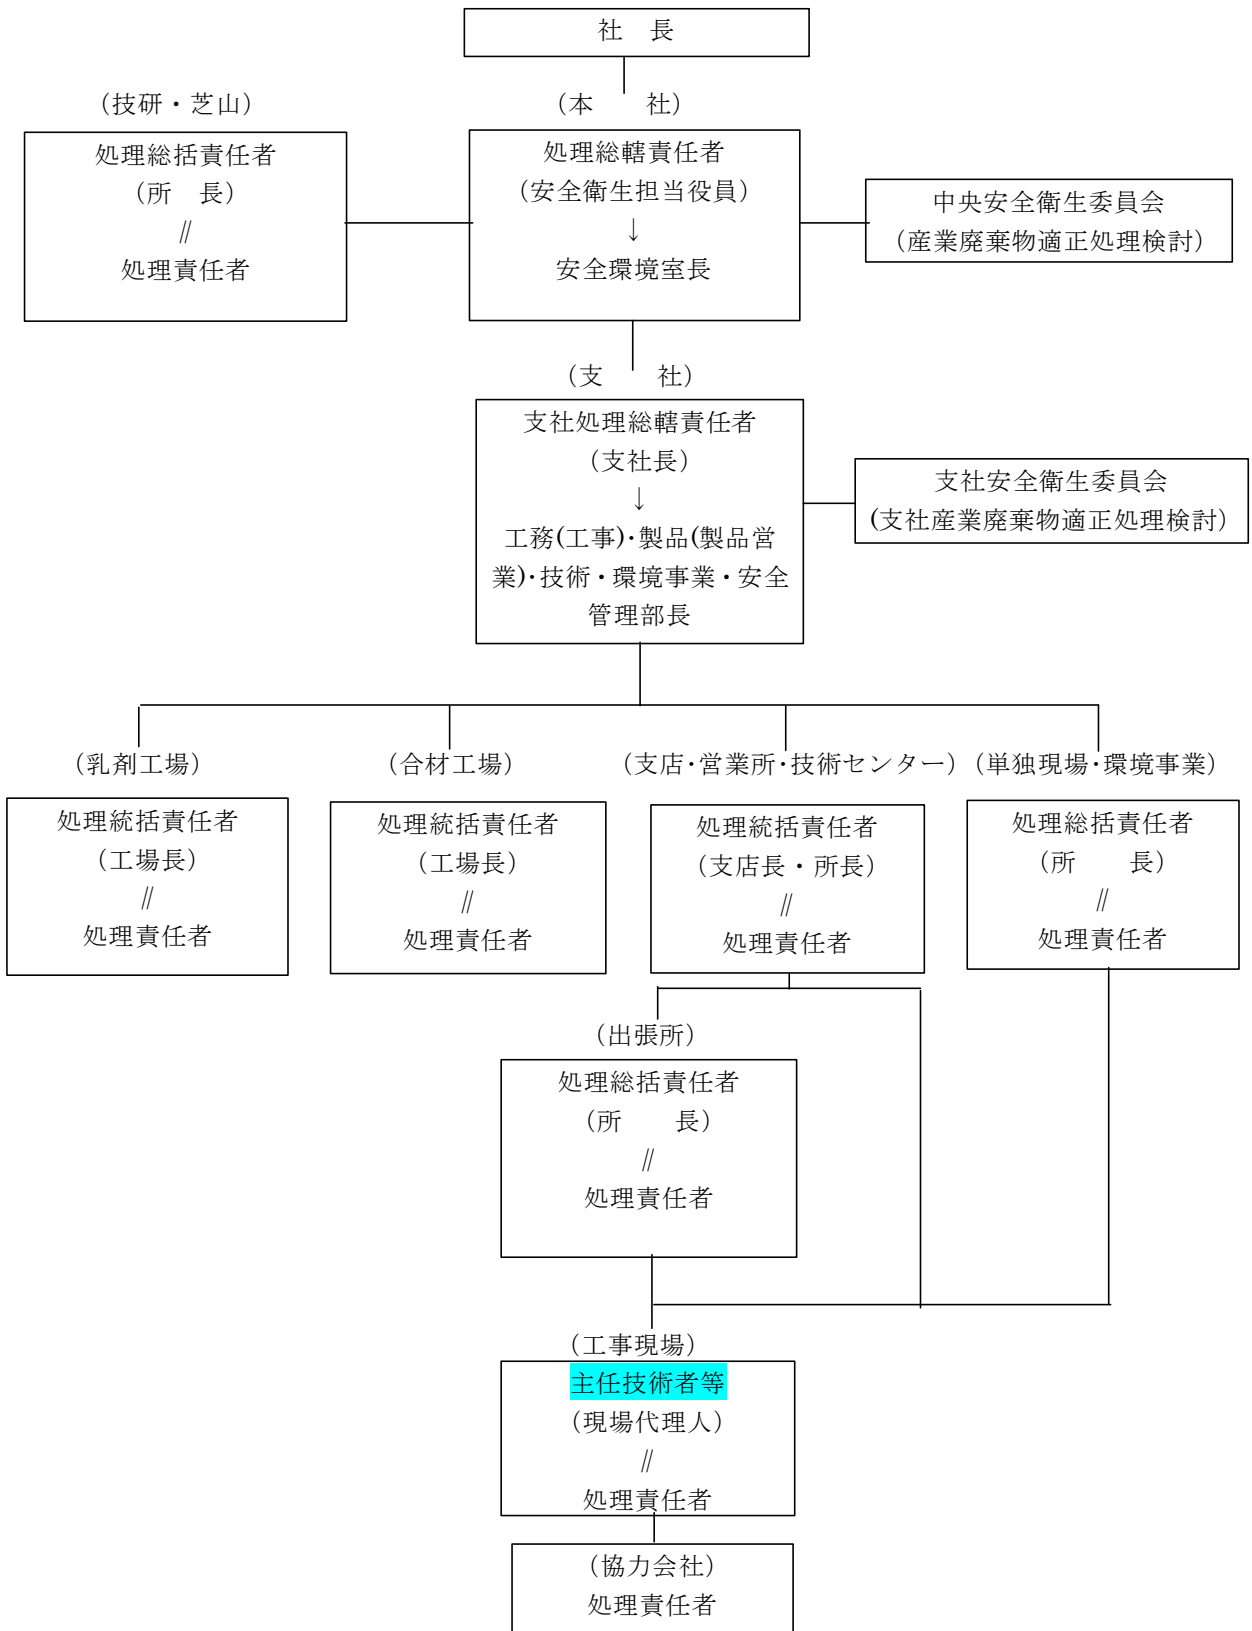 社　長
（技研・芝山）
処理総括責任者
（所　長）
〃
処理責任者
（本　　社）
処理総轄責任者
（安全衛生担当役員）
↓
安全環境室長
中央安全衛生委員会
（産業廃棄物適正処理検討）
（支　　社）
支社処理総轄責任者
（支社長）
↓
工務(工事)･製品(製品営
業)･技術・環境事業・安全
管理部長
支社安全衛生委員会
(支社産業廃棄物適正処理検討）
（乳剤工場）
処理統括責任者
（工場長）
〃
処理責任者
（合材工場）
処理統括責任者
（工場長）
〃
処理責任者
（支店･営業所･技術センター）
処理統括責任者
（支店長・所長）
〃
処理責任者
（単独現場･環境事業）
処理総括責任者
（所　　長）
〃
処理責任者
（出張所）
処理総括責任者
（所　　長）
〃
処理責任者
（工事現場）
主任技術者等
（現場代理人）
〃
処理責任者
（協力会社）
処理責任者